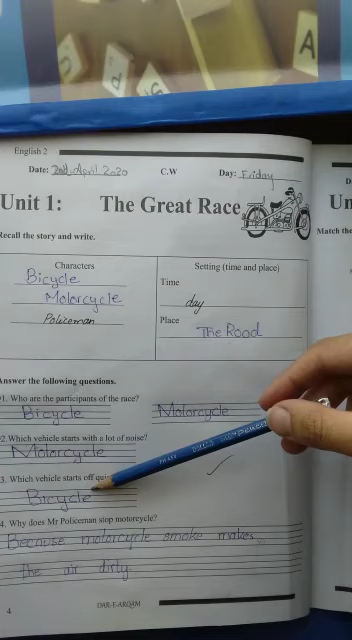 A
English 2
Date: 2nd April 2020 C.W Day: Friday
Unit 1: The Great Race
Recall the story and write.
Match the
Characters
Setting (time and place)
Bicycle
Time
Motorcycle
day
Policeman
Place
The Road
Answer the following questions.
1. Who are the participants of the race?
Bicycle Motorcycle
2. Which vehicle starts with a lot of noise?
Motorcycle
3. Which vehicle starts off
Bicycle
4. Why does Mr Policeman stop motorcycle?
Because motorcycle smoke makes
the air dirty
4 DAR-E-ARQAM